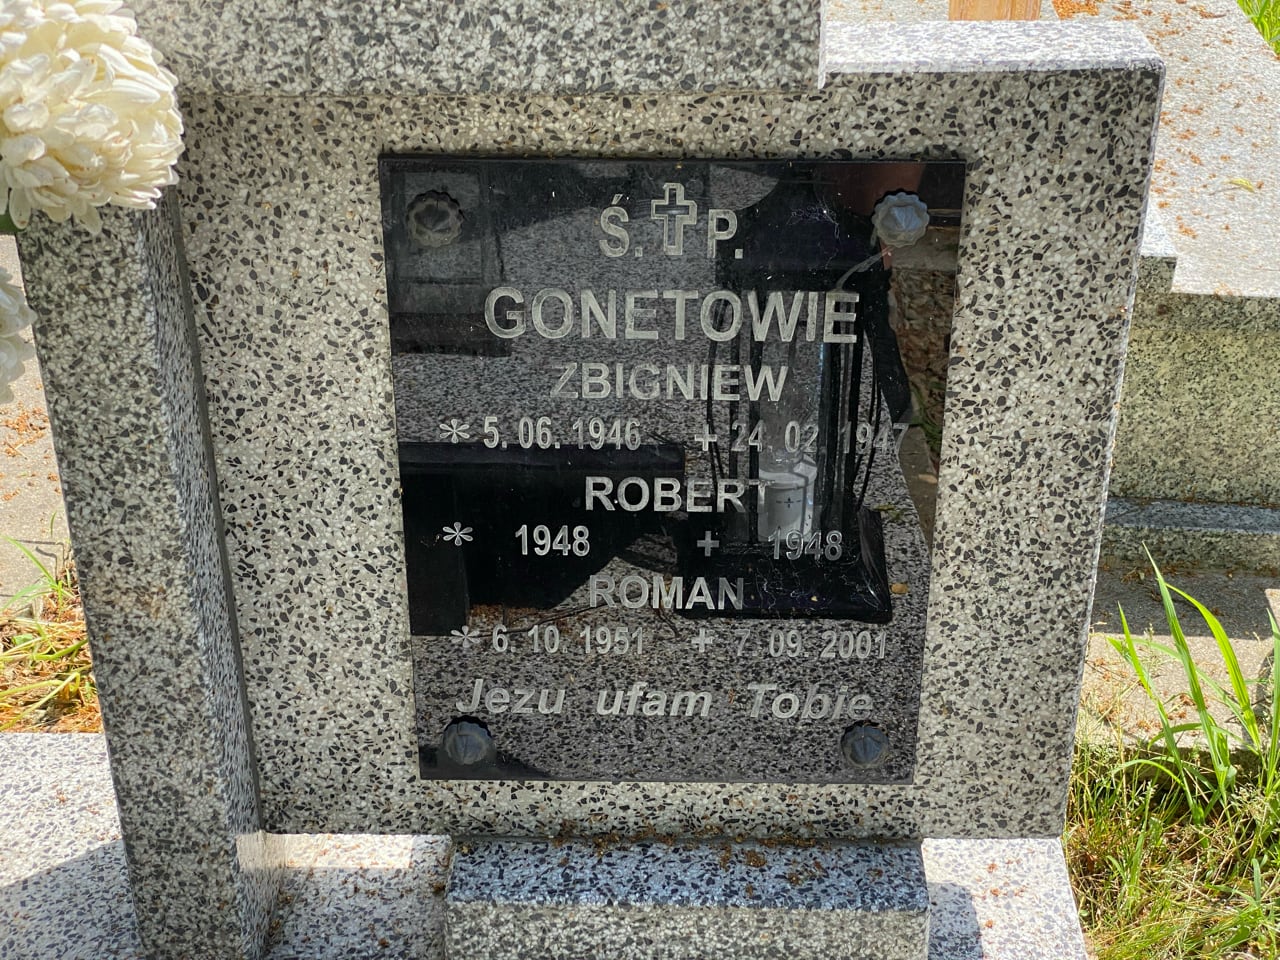 Ś. ✝ P.
GONETOWIE
ZBIGNIEW
* 5. 06. 1946 + 24. 02. 1947
ROBERT
* 1948 + 1948
ROMAN
* 6. 10. 1951 + 7. 09. 2001
Jezu ufam Tobie